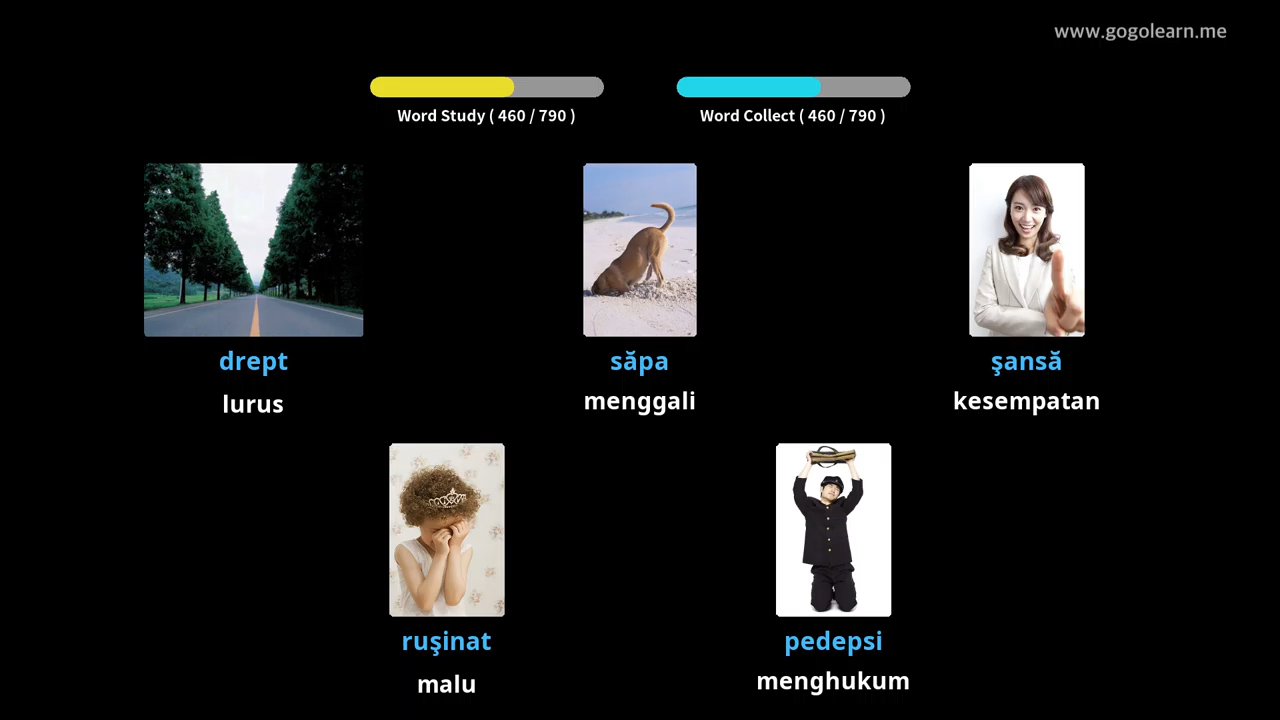 www.gogolearn.me
Word Study ( 460 / 790 )
Word Collect ( 460 / 790 )
drept
lurus
săpa
menggali
şansă
kesempatan
ruşinat
malu
pedepsi
menghukum